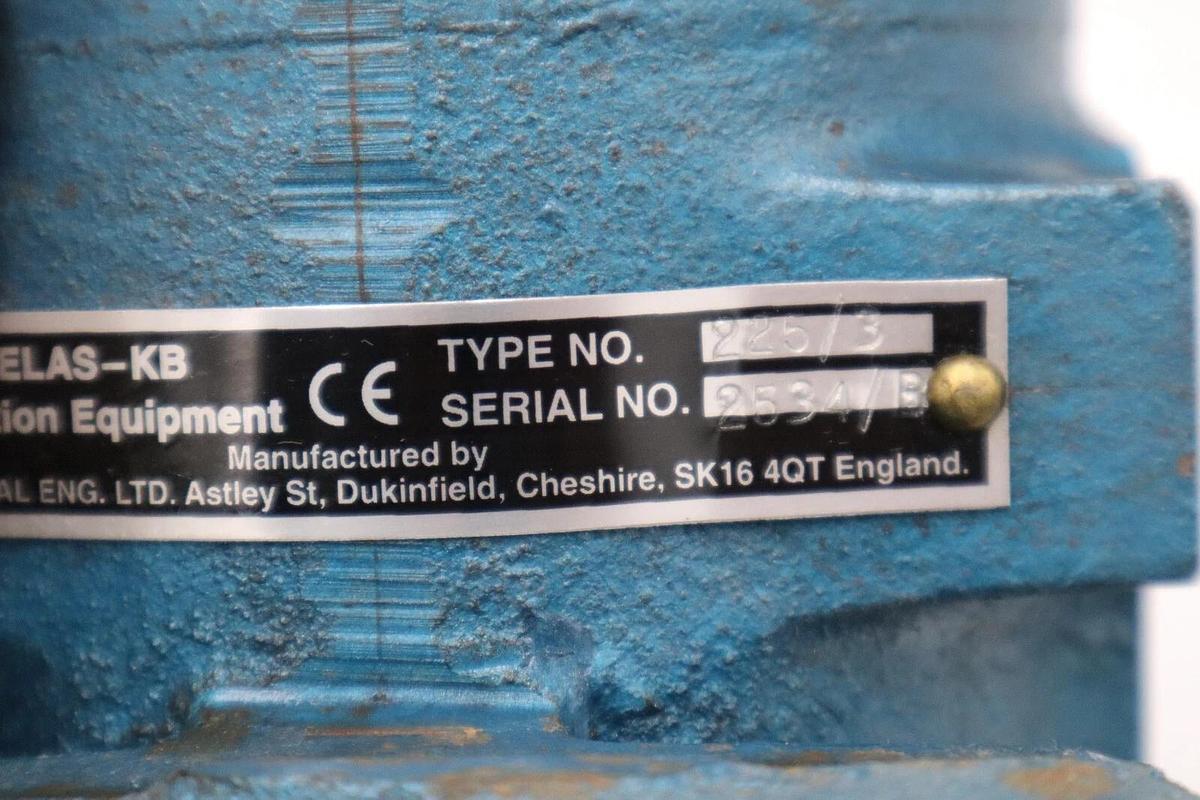 ELAS-KB
tion Equipment
CE
TYPE NO. 225/3
SERIAL NO. 2534/B
Manufactured by
AL ENG. LTD. Astley St, Dukinfield, Cheshire, SK16 4QT England.